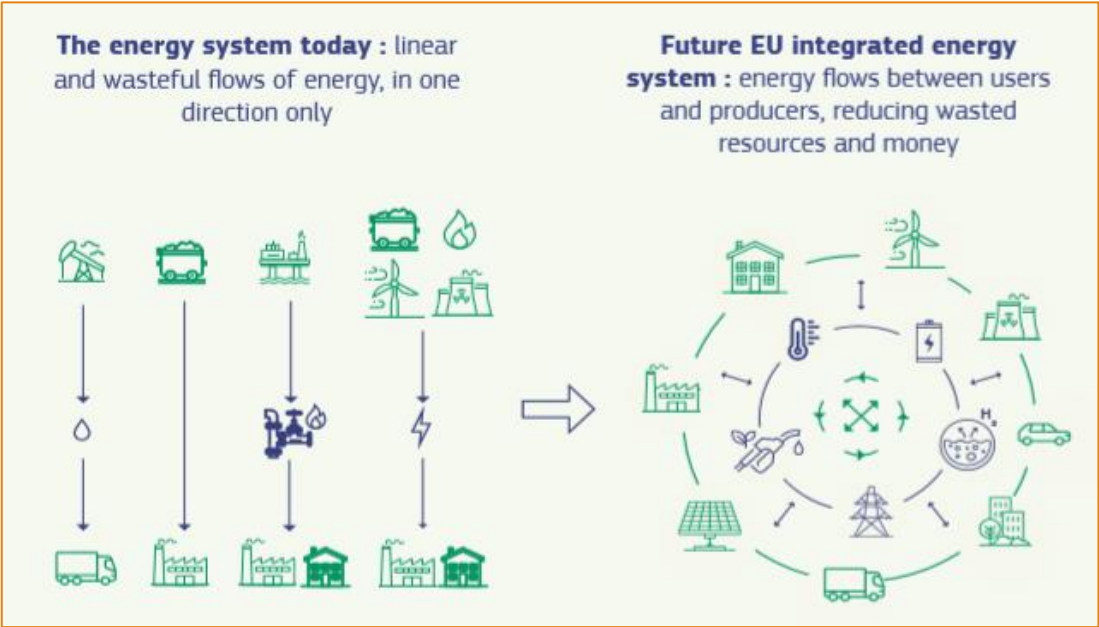 The energy system today : linear
and wasteful flows of energy, in one
direction only
Future EU integrated energy
system : energy flows between users
and producers, reducing wasted
resources and money
H₂